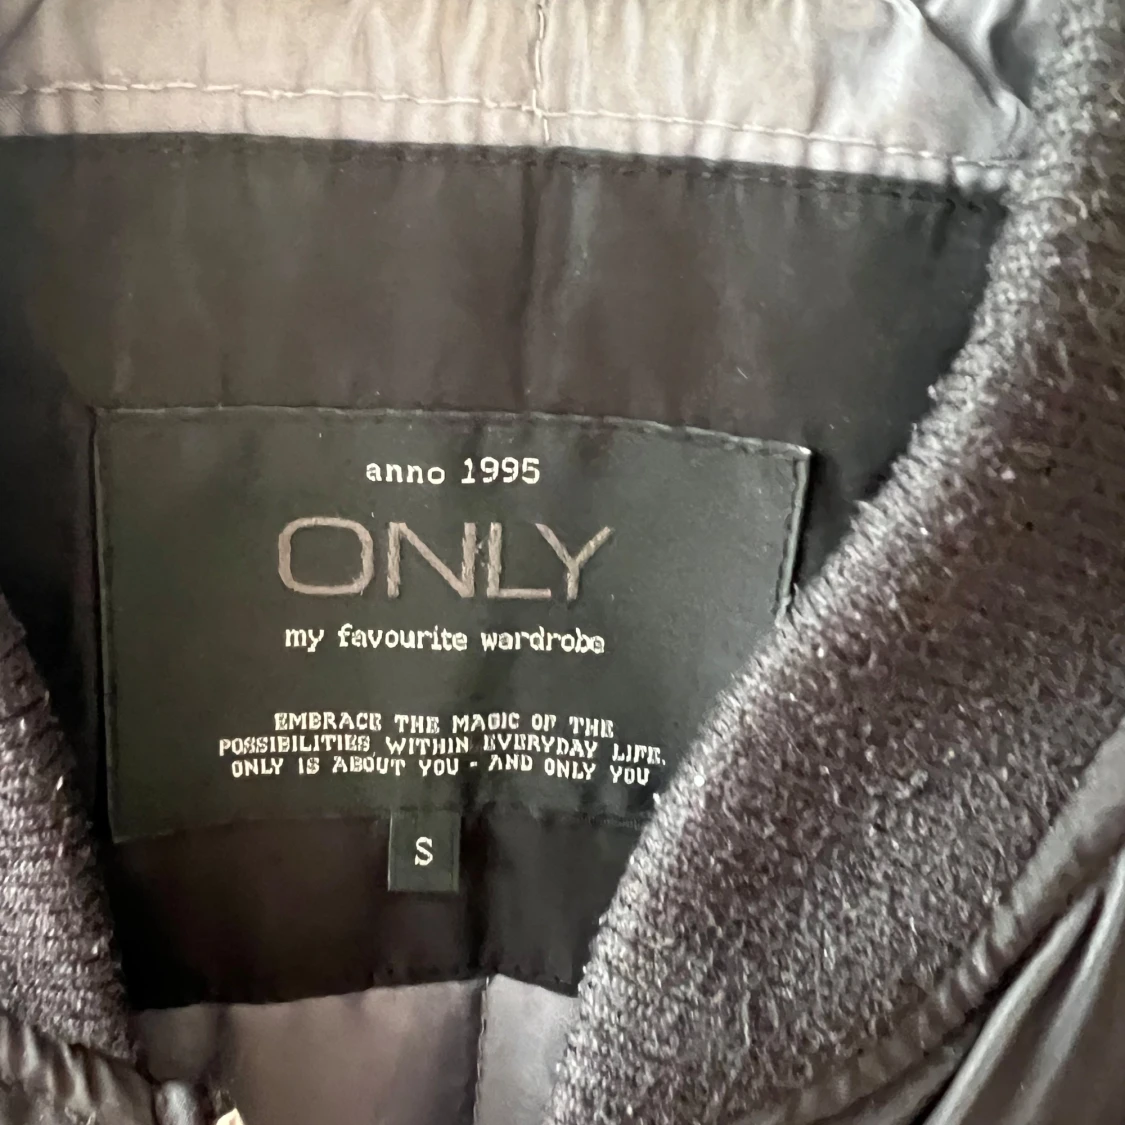 anno 1995
ONLY
my favourite wardrobe
EMBRACE THE MAGIC OF THE
POSSIBILITIES WITHIN EVERYDAY LIFE.
ONLY IS ABOUT YOU - AND ONLY YOU
S